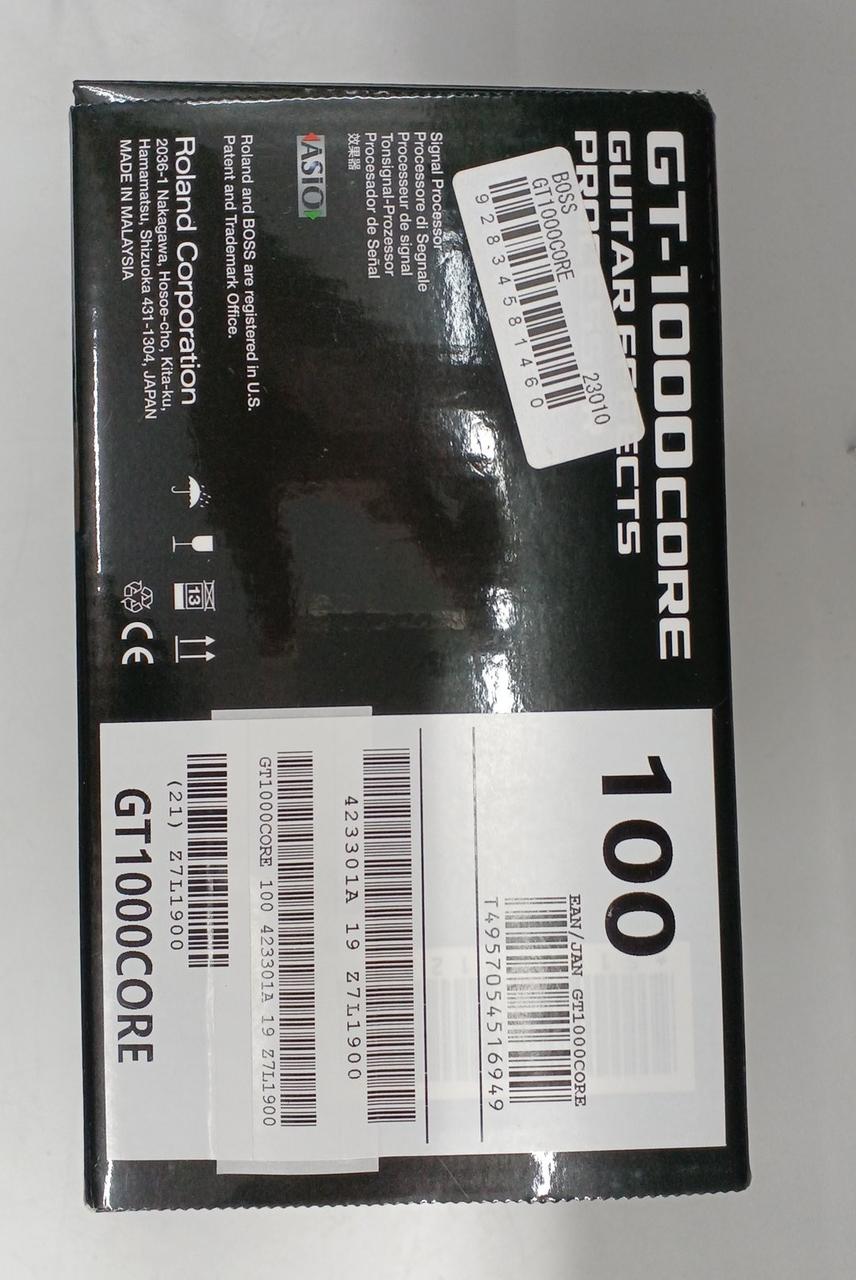 GT-1000CORE
GUITAR EFFECTS
BOSS
GT1000CORE
23010
92834581460
Signal Processor
Processore di Segnale
Processeur de signal
Tonsignal-Prozessor
Procesador de Señal
效果器
ASIO
Roland and BOSS are registered in U.S.
Patent and Trademark Office.
Roland Corporation
2036-1 Nakagawa, Hosoe-cho, Kita-ku,
Hamamatsu, Shizuoka 431-1304, JAPAN
MADE IN MALAYSIA
13
CE
100
EAN/JAN GT1000CORE
T4957054516949
423301A 19 Z7L1900
GT1000CORE 100 423301A 19 Z7L1900
(21) Z7L1900
GT1000CORE